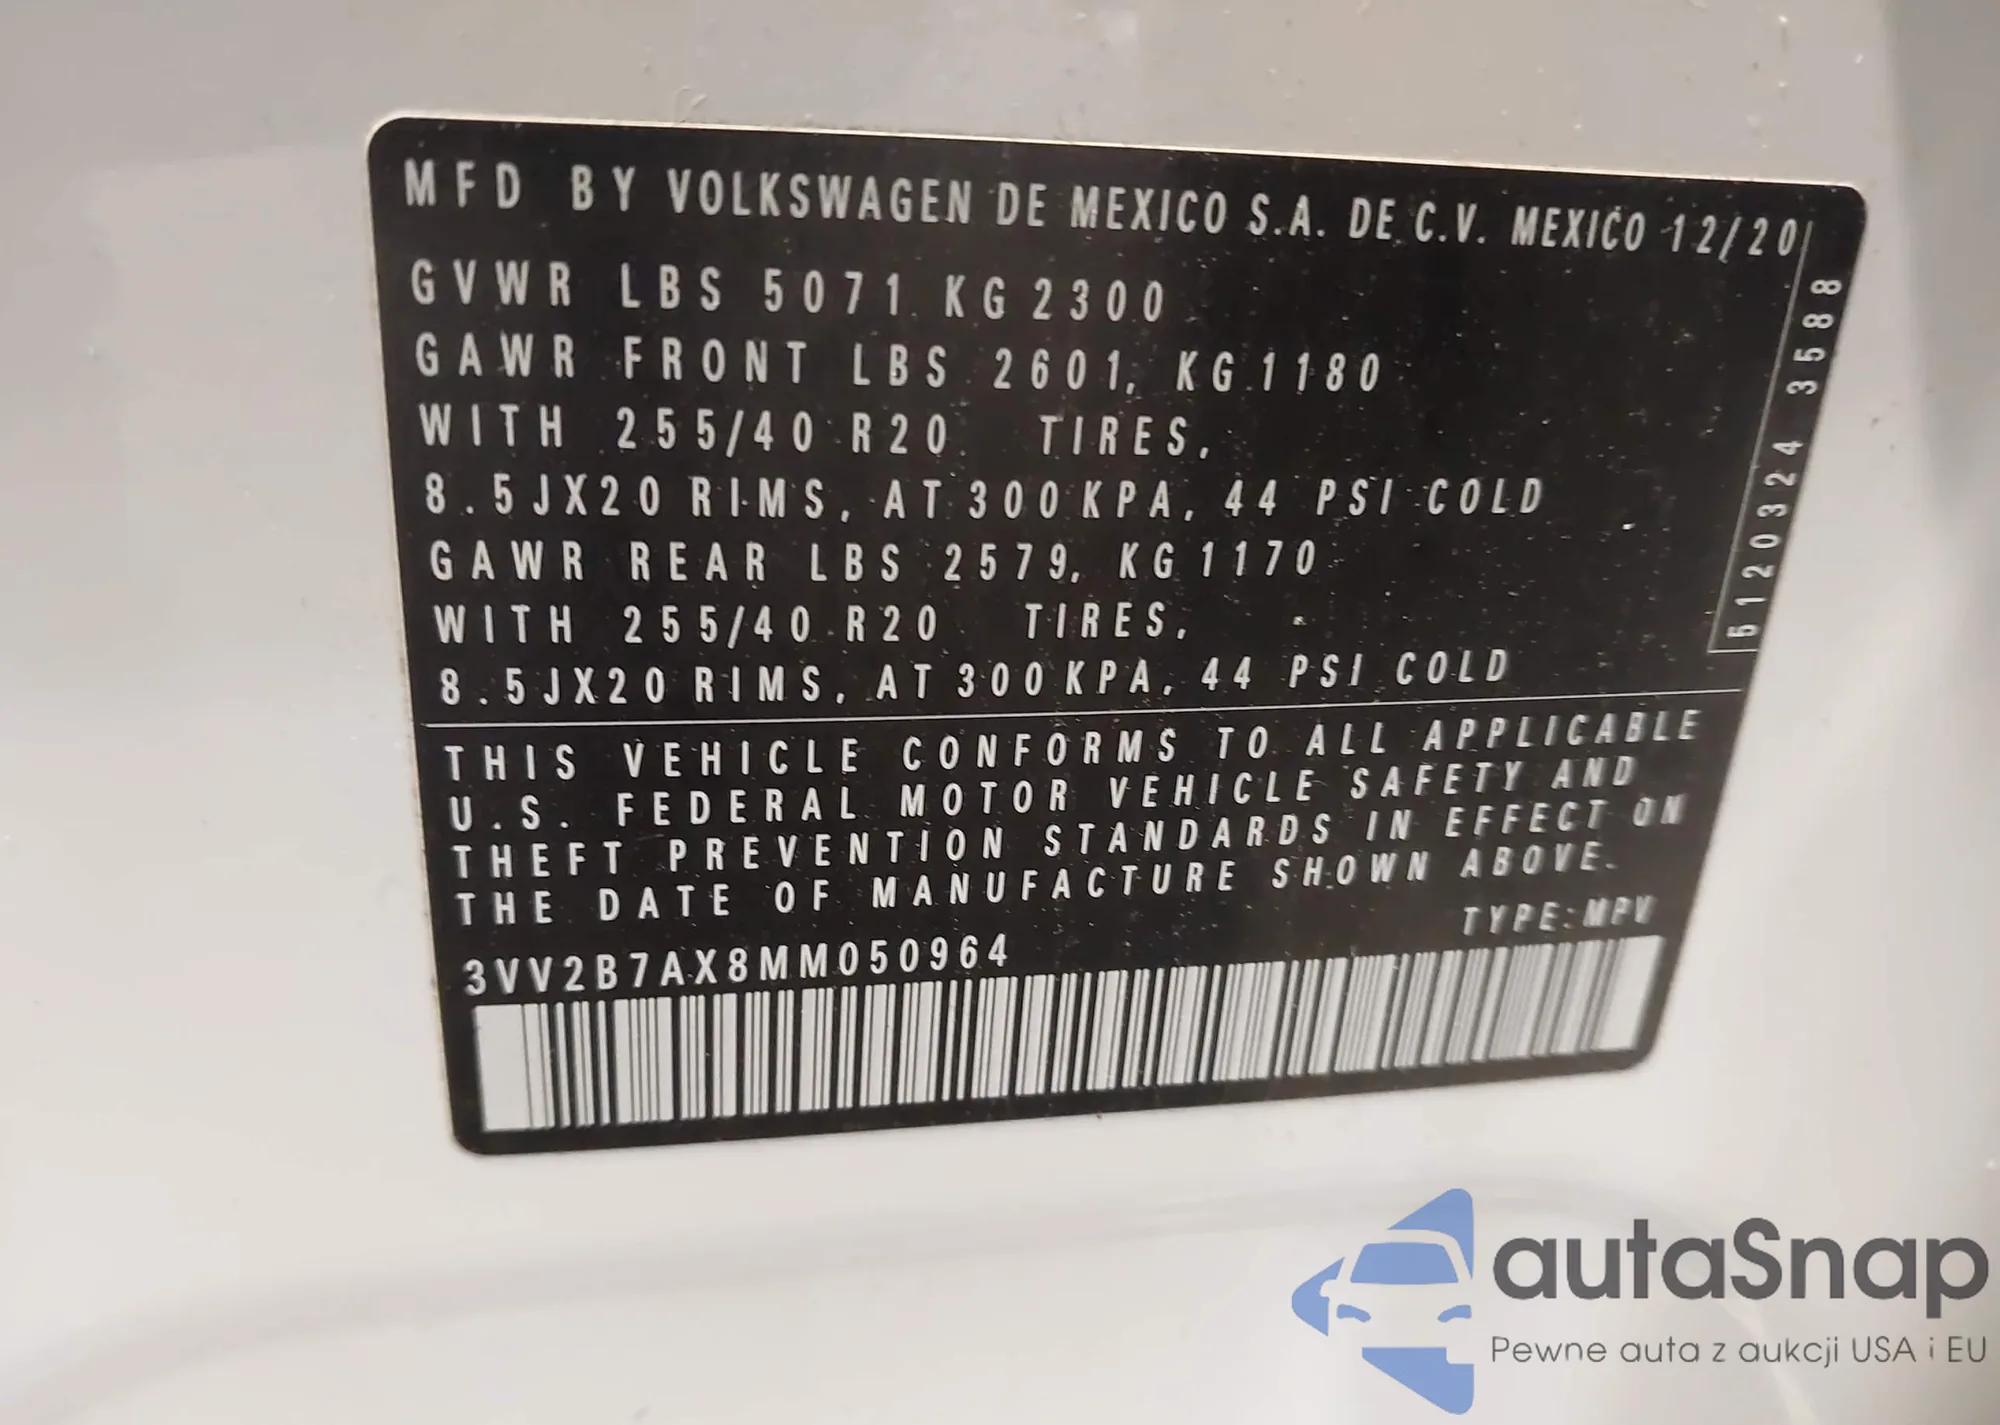 MFD BY VOLKSWAGEN DE MEXICO S.A. DE C.V. MEXICO 12/20
GVWR LBS 5071 KG 2300
GAWR FRONT LBS 2601, KG 1180
WITH 255/40 R20 TIRES,
8.5JX20 RIMS, AT 300 KPA, 44 PSI COLD
GAWR REAR LBS 2579, KG 1170
WITH 255/40 R20 TIRES,
8.5JX20 RIMS, AT 300 KPA, 44 PSI COLD
5120324 3588
THIS VEHICLE CONFORMS TO ALL APPLICABLE
U.S. FEDERAL MOTOR VEHICLE SAFETY AND
THEFT PREVENTION STANDARDS IN EFFECT ON
THE DATE OF MANUFACTURE SHOWN ABOVE.
TYPE: MPV
3VV2B7AX8MM050964
autaSnap
Pewne auta z aukcji USA i EU